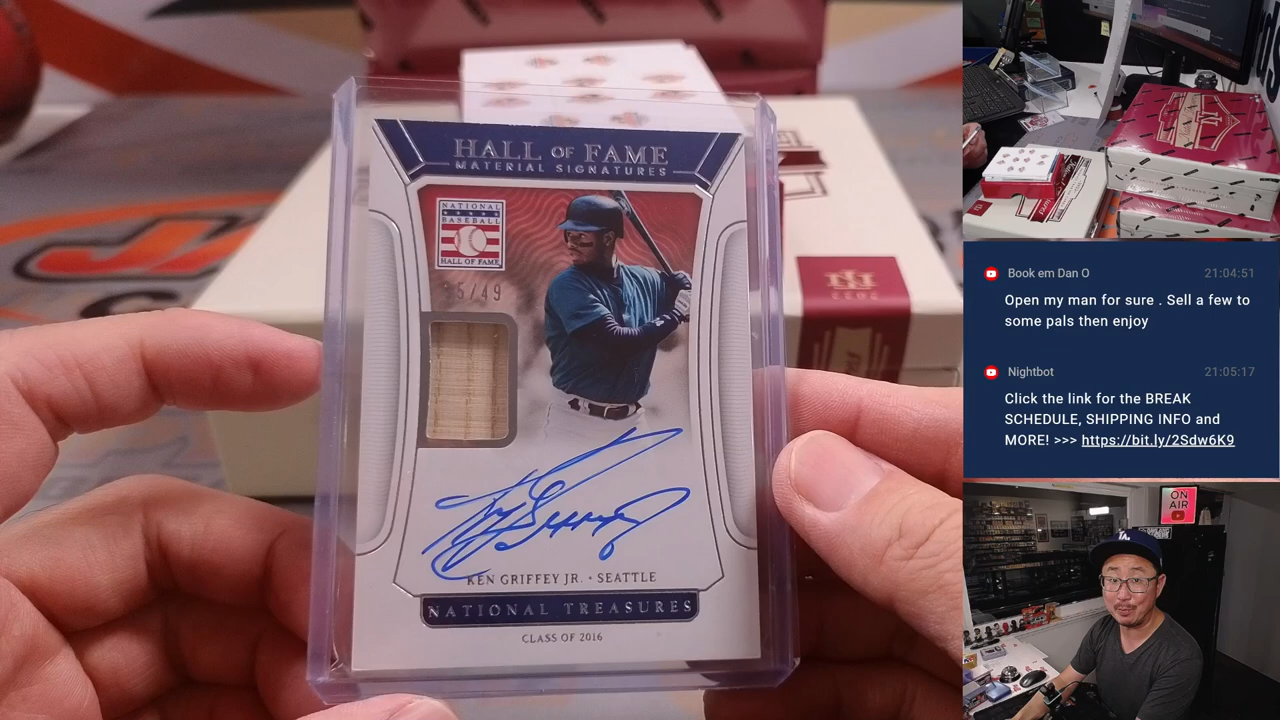 HALL OF FAME
MATERIAL SIGNATURES
NATIONAL
BASEBALL
HALL OF FAME
/49
KEN GRIFFEY JR. • SEATTLE
NATIONAL TREASURES
CLASS OF 2016
Book em Dan O 21:04:51
Open my man for sure . Sell a few to
some pals then enjoy
Nightbot 21:05:17
Click the link for the BREAK
SCHEDULE, SHIPPING INFO and
MORE! >>> https://bit.ly/2Sdw6K9
ON
AIR